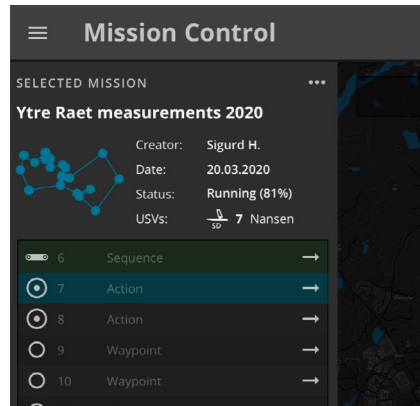 Mission Control
SELECTED MISSION
Ytre Raet measurements 2020
Creator: Sigurd H.
Date: 20.03.2020
Status: Running (81%)
USVs: SD 7 Nansen
6 Sequence
7 Action
8 Action
9 Waypoint
10 Waypoint